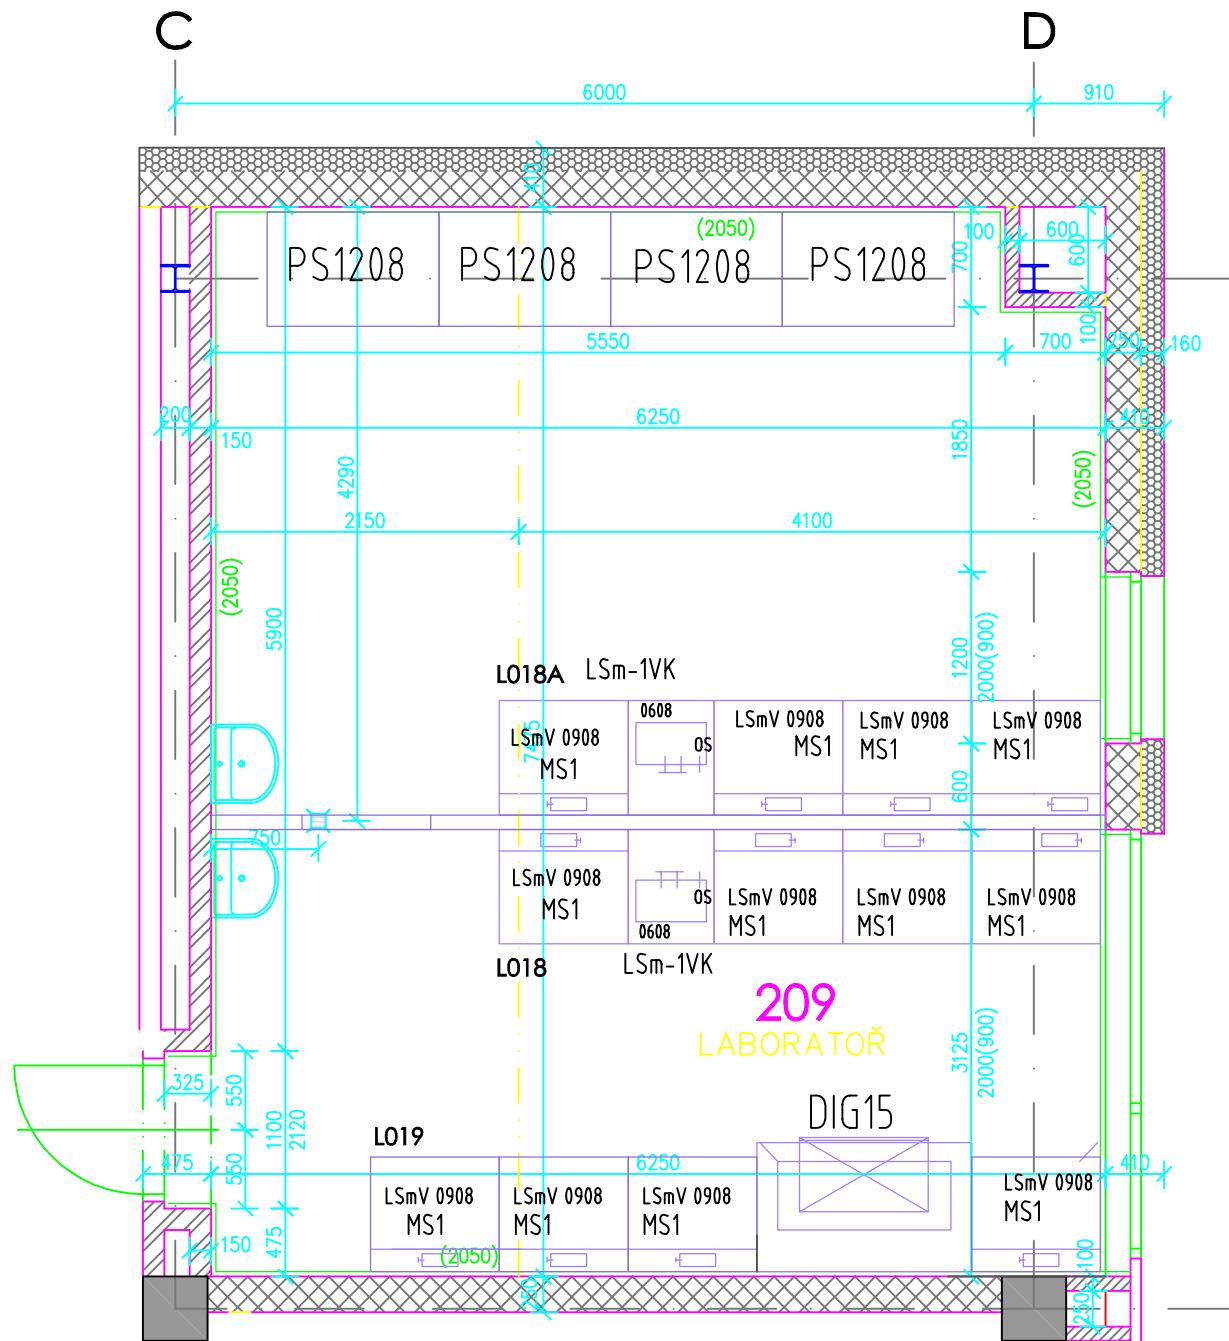 C D
6000 910
410
PS1208 PS1208 PS1208 PS1208
(2050)
100 600
700 600
100
5550 700 250 160
200 6250 410
150
1850
4290
(2050)
2150 4100
(2050)
5900
1200
2000(900)
L018A LSm-1VK
LSmV 0908
MS1
0608
OS
LSmV 0908
MS1
LSmV 0908
MS1
LSmV 0908
MS1
600
750
LSmV 0908
MS1
OS
0608
LSmV 0908
MS1
LSmV 0908
MS1
LSmV 0908
MS1
L018 LSm-1VK
209
LABORATOŘ
3125
2000(900)
325 550
1100
2120
DIG15
L019
475 550 6250 410
LSmV 0908
MS1
LSmV 0908
MS1
LSmV 0908
MS1
LSmV 0908
MS1
150 475 (2050) 100
250 250